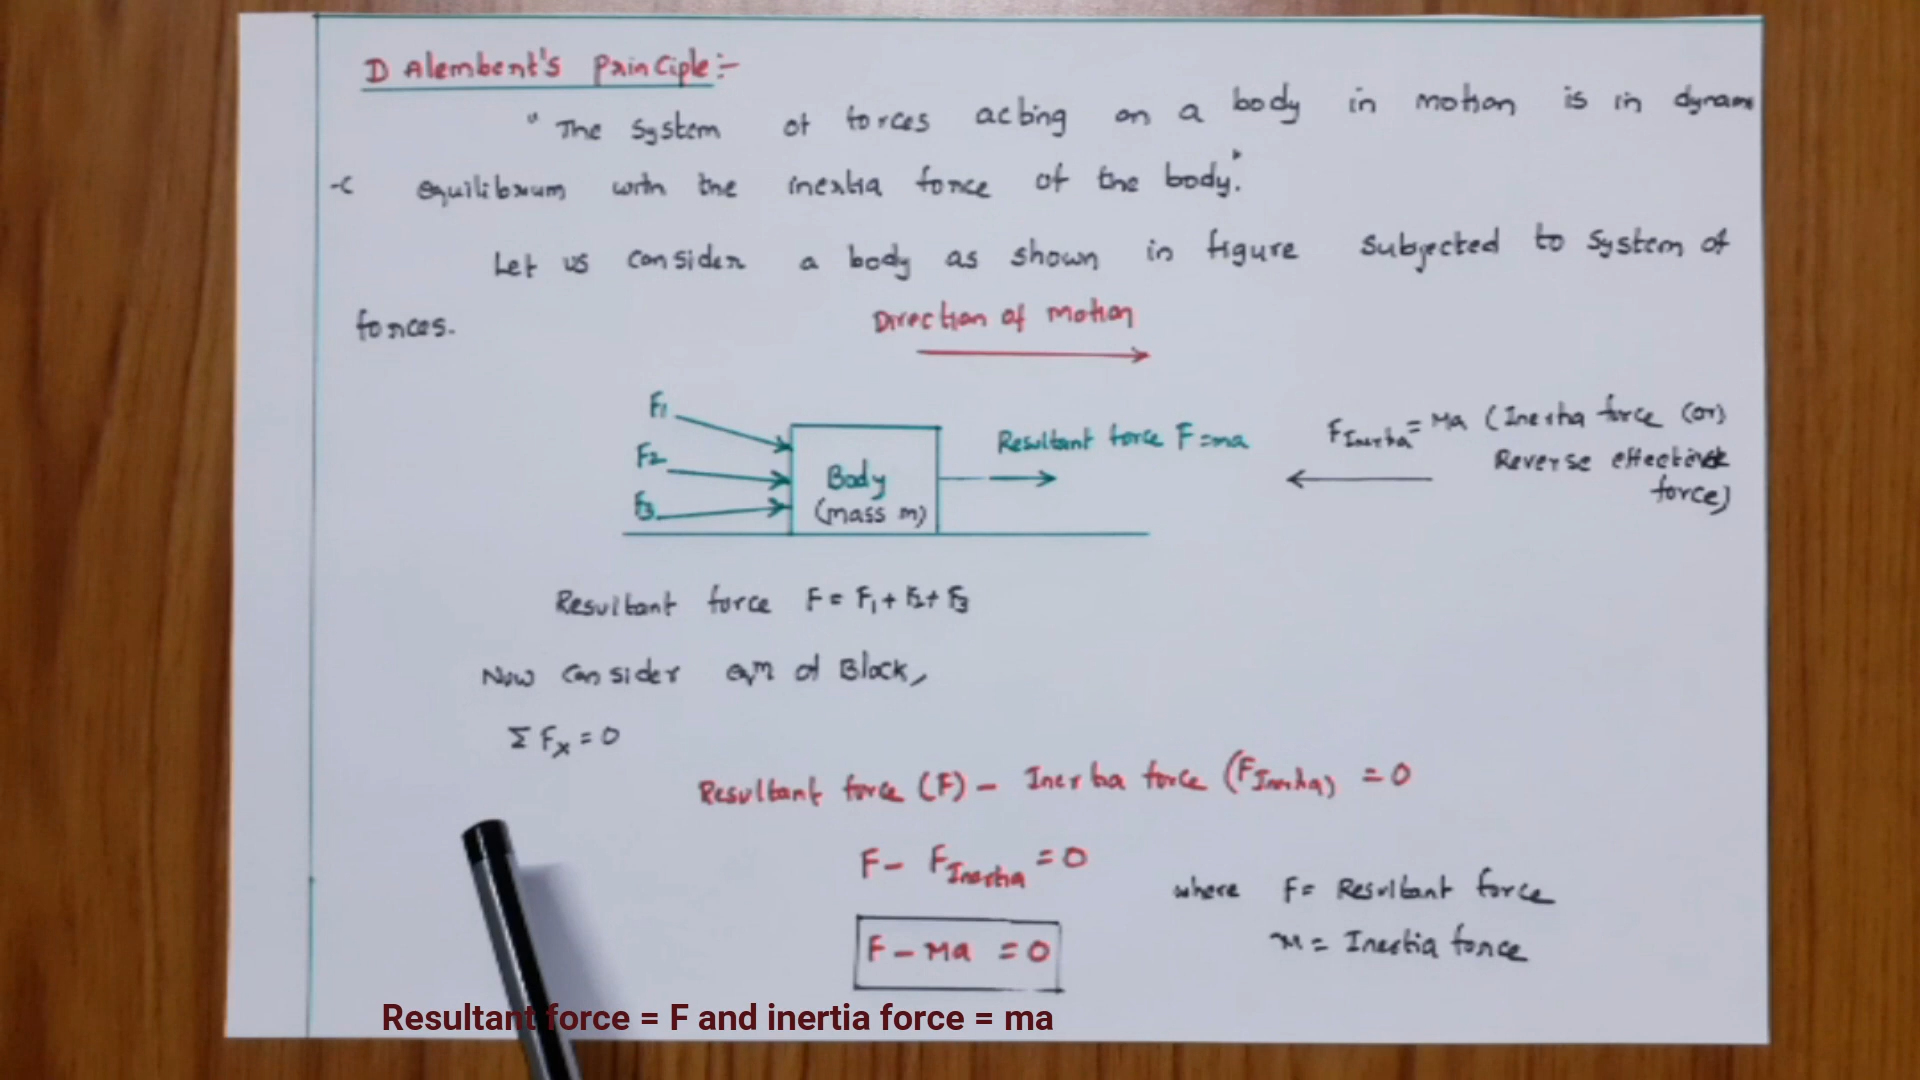 D Alembert's Principle:-
"The System of forces acting on a body in motion is in dynami
-c equilibrium with the inertia force of the body."
Let us consider a body as shown in figure subjected to system of
forces.
Direction of motion
F1
F2
F3
Body
(mass m)
Resultant force F=ma
FInertia = Ma (Inertia force (or)
Reverse effective
force)
Resultant force F = F1 + F2 + F3
Now Consider eqm of Block,
Σ Fx = 0
Resultant force (F) - Inertia force (FInertia) = 0
F - FInertia = 0
F - Ma = 0
where F = Resultant force
m = Inertia force
Resultant force = F and inertia force = ma